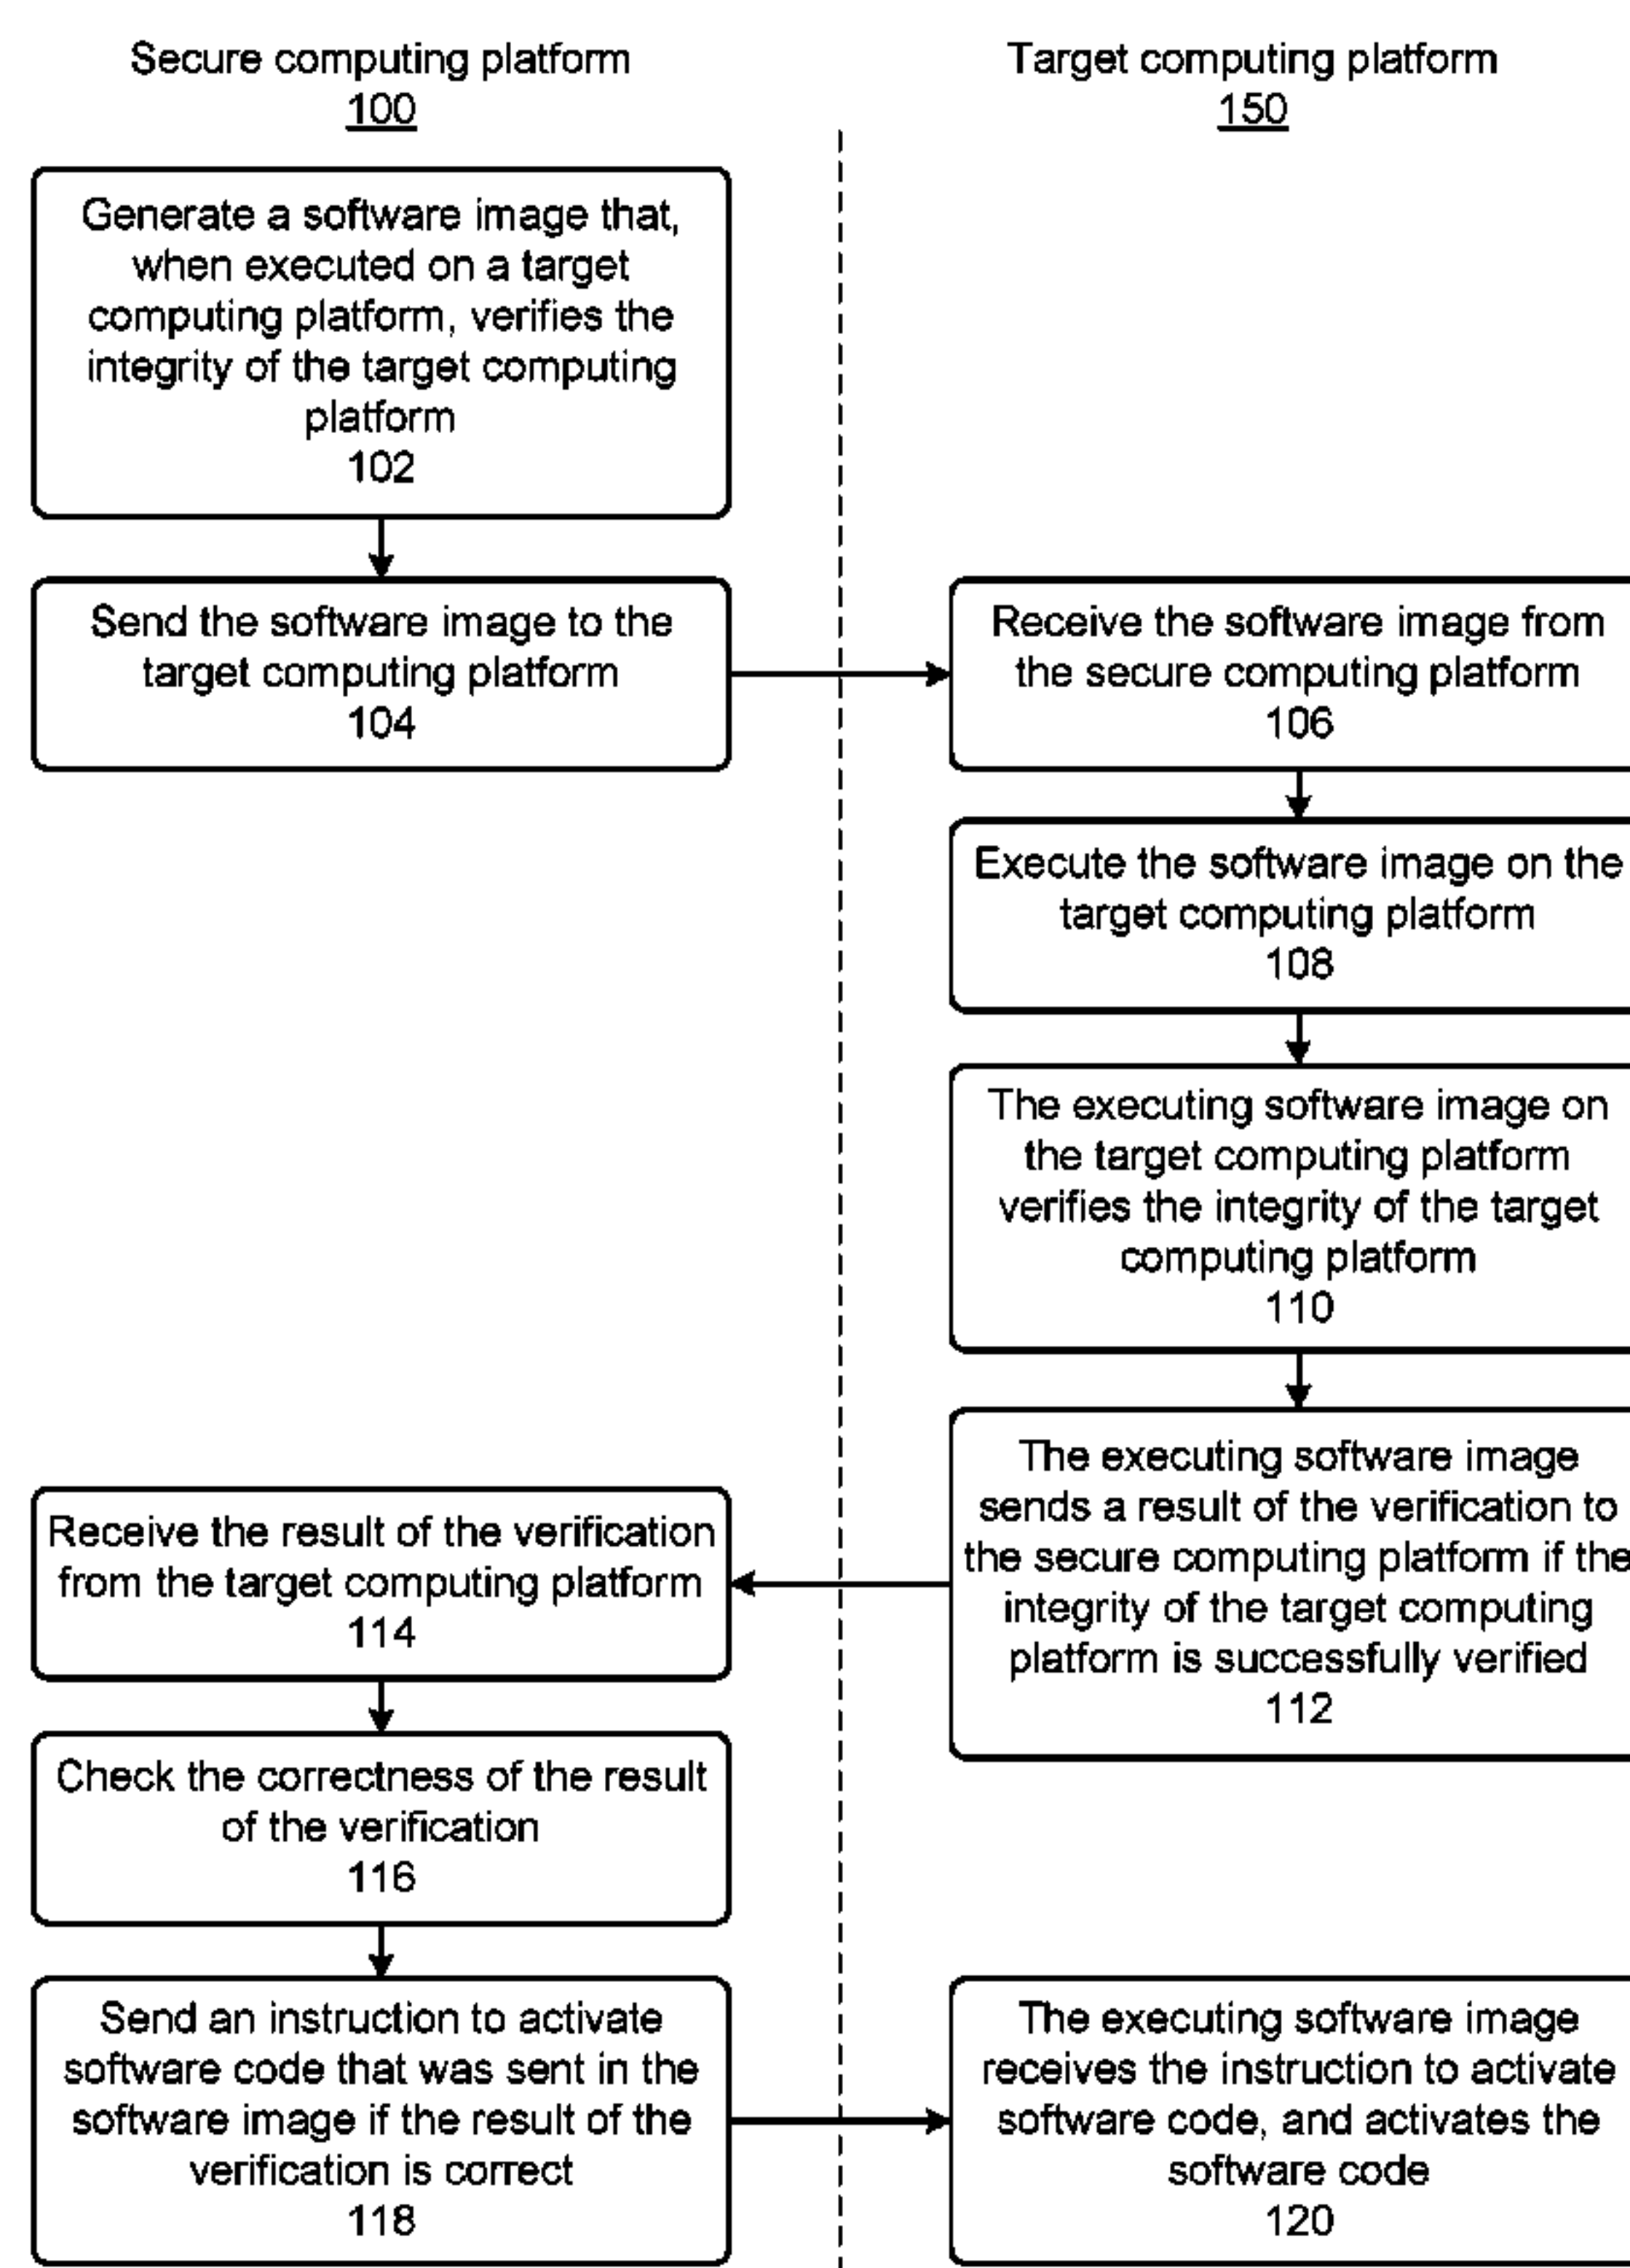 Secure computing platform
100
Target computing platform
150
Generate a software image that,
when executed on a target
computing platform, verifies the
integrity of the target computing
platform
102
Send the software image to the
target computing platform
104
Receive the software image from
the secure computing platform
106
Execute the software image on the
target computing platform
108
The executing software image on
the target computing platform
verifies the integrity of the target
computing platform
110
The executing software image
sends a result of the verification to
the secure computing platform if the
integrity of the target computing
platform is successfully verified
112
Receive the result of the verification
from the target computing platform
114
Check the correctness of the result
of the verification
116
Send an instruction to activate
software code that was sent in the
software image if the result of the
verification is correct
118
The executing software image
receives the instruction to activate
software code, and activates the
software code
120